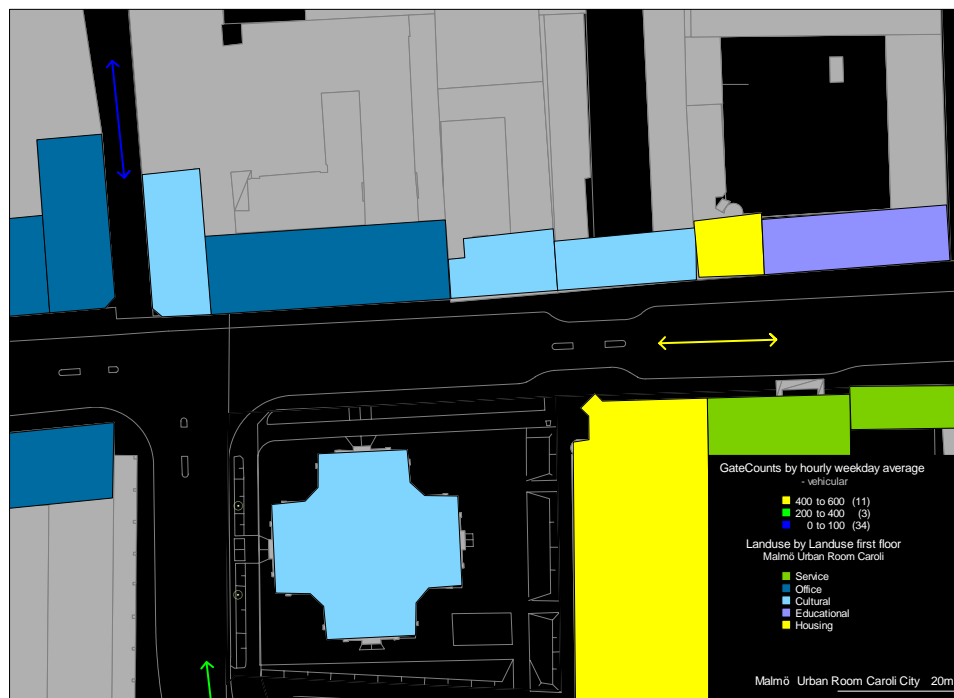 GateCounts by hourly weekday average
- vehicular
400 to 600 (11)
200 to 400 (3)
0 to 100 (34)
Landuse by Landuse first floor
Malmö Urban Room Caroli
Service
Office
Cultural
Educational
Housing
Malmö Urban Room Caroli City 20m